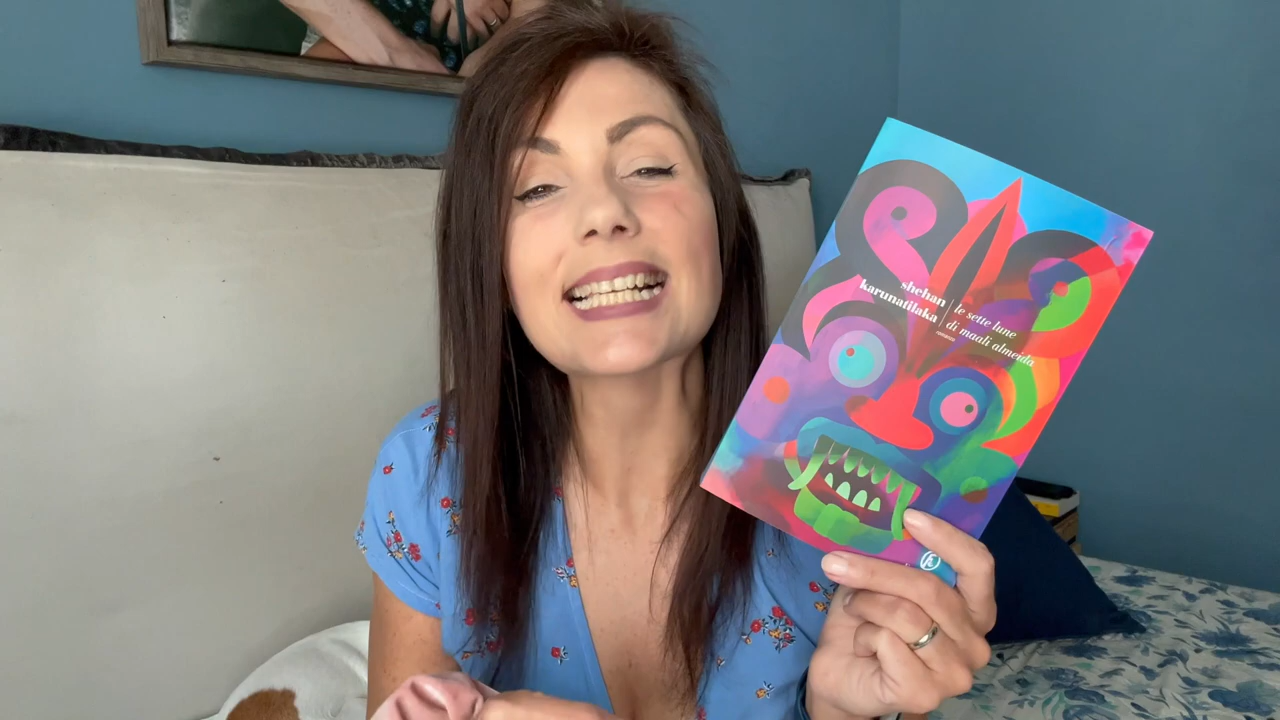 shehan
karunatilaka
le sette lune
di maali almeida
romanzo